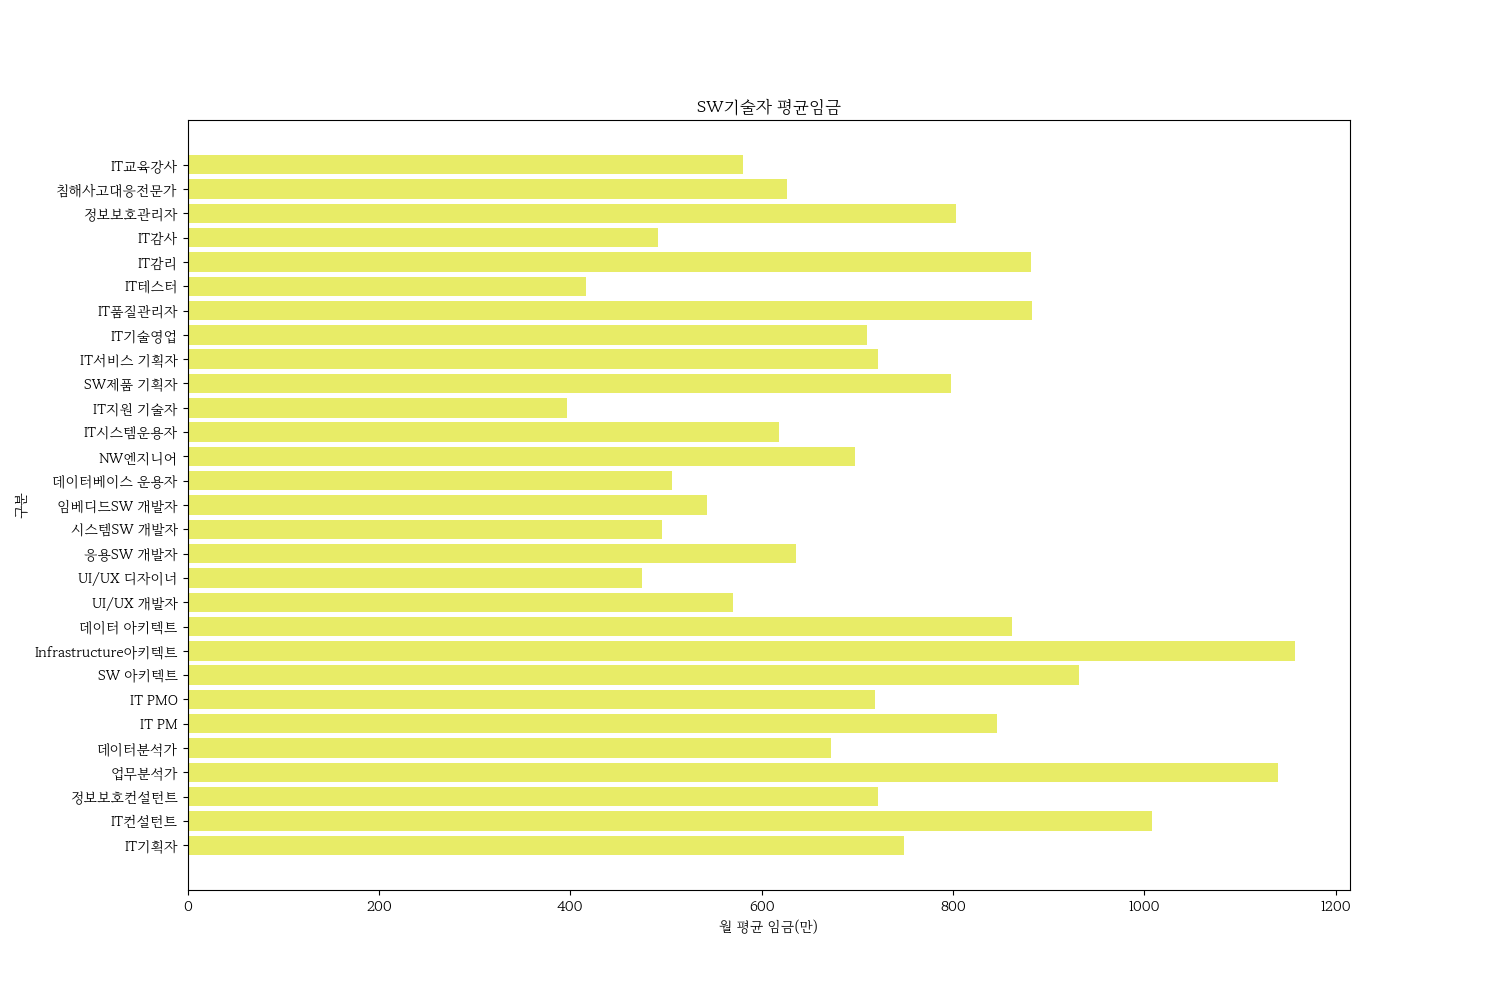 SW기술자 평균임금
구분
IT교육강사
침해사고대응전문가
정보보호관리자
IT감사
IT감리
IT테스터
IT품질관리자
IT기술영업
IT서비스 기획자
SW제품 기획자
IT지원 기술자
IT시스템운용자
NW엔지니어
데이터베이스 운용자
임베디드SW 개발자
시스템SW 개발자
응용SW 개발자
UI/UX 디자이너
UI/UX 개발자
데이터 아키텍트
Infrastructure아키텍트
SW 아키텍트
IT PMO
IT PM
데이터분석가
업무분석가
정보보호컨설턴트
IT컨설턴트
IT기획자
0 200 400 600 800 1000 1200
월 평균 임금(만)